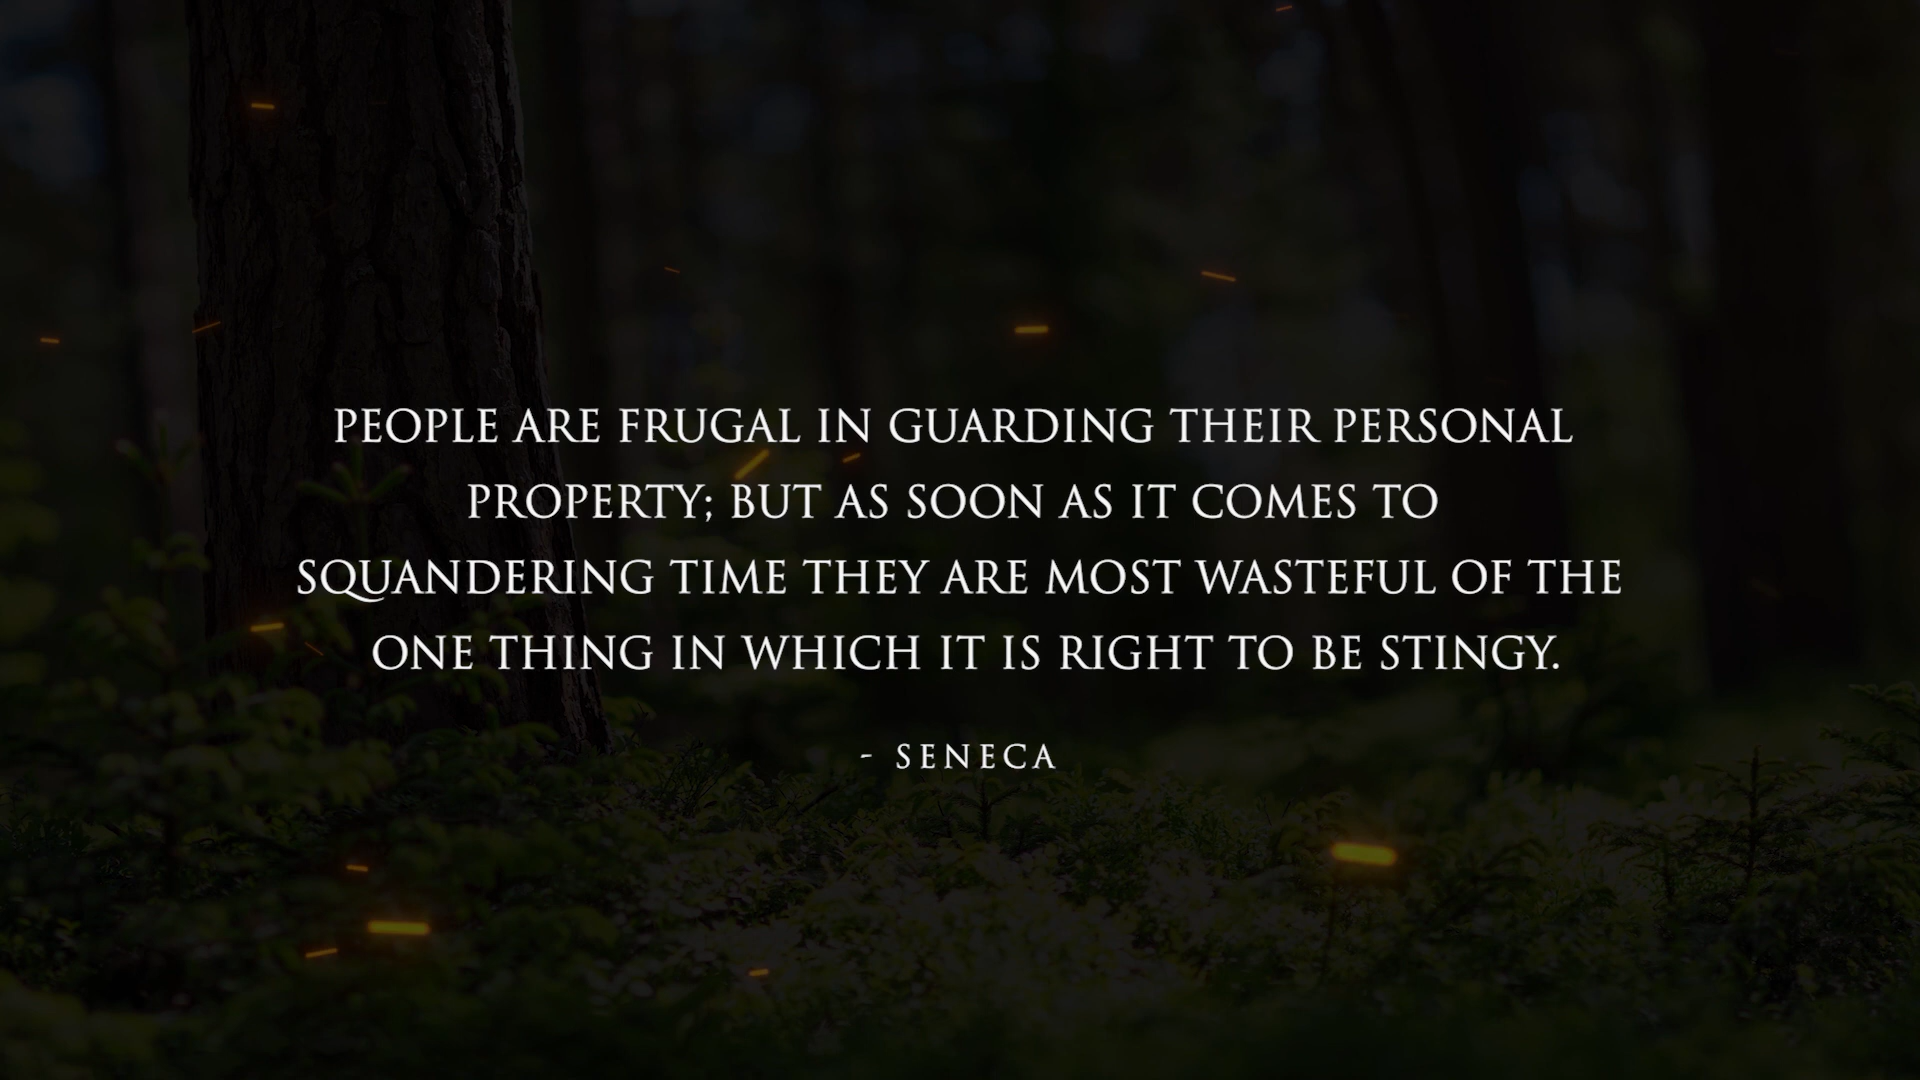 PEOPLE ARE FRUGAL IN GUARDING THEIR PERSONAL
PROPERTY; BUT AS SOON AS IT COMES TO
SQUANDERING TIME THEY ARE MOST WASTEFUL OF THE
ONE THING IN WHICH IT IS RIGHT TO BE STINGY.
- SENECA